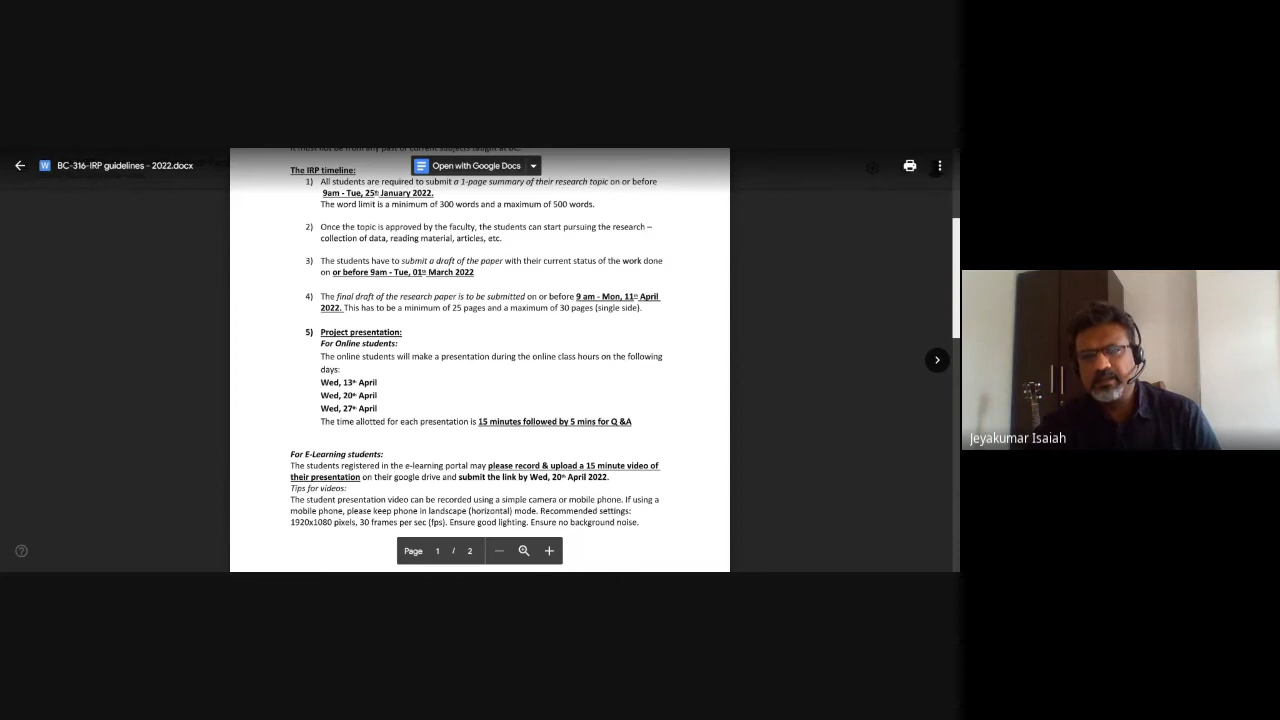 BC-316-IRP guidelines - 2022.docx
Open with Google Docs
it must not be from any past or current subjects taught at BC.
The IRP timeline:
1) All students are required to submit a 1-page summary of their research topic on or before
9am - Tue, 25th January 2022.
The word limit is a minimum of 300 words and a maximum of 500 words.
2) Once the topic is approved by the faculty, the students can start pursuing the research –
collection of data, reading material, articles, etc.
3) The students have to submit a draft of the paper with their current status of the work done
on or before 9am - Tue, 01st March 2022
4) The final draft of the research paper is to be submitted on or before 9 am - Mon, 11th April
2022. This has to be a minimum of 25 pages and a maximum of 30 pages (single side).
5) Project presentation:
For Online students:
The online students will make a presentation during the online class hours on the following
days:
Wed, 13th April
Wed, 20th April
Wed, 27th April
The time allotted for each presentation is 15 minutes followed by 5 mins for Q &A
For E-Learning students:
The students registered in the e-learning portal may please record & upload a 15 minute video of
their presentation on their google drive and submit the link by Wed, 20th April 2022.
Tips for videos:
The student presentation video can be recorded using a simple camera or mobile phone. If using a
mobile phone, please keep phone in landscape (horizontal) mode. Recommended settings:
1920x1080 pixels, 30 frames per sec (fps). Ensure good lighting. Ensure no background noise.
Page 1 / 2
Jeyakumar Isaiah